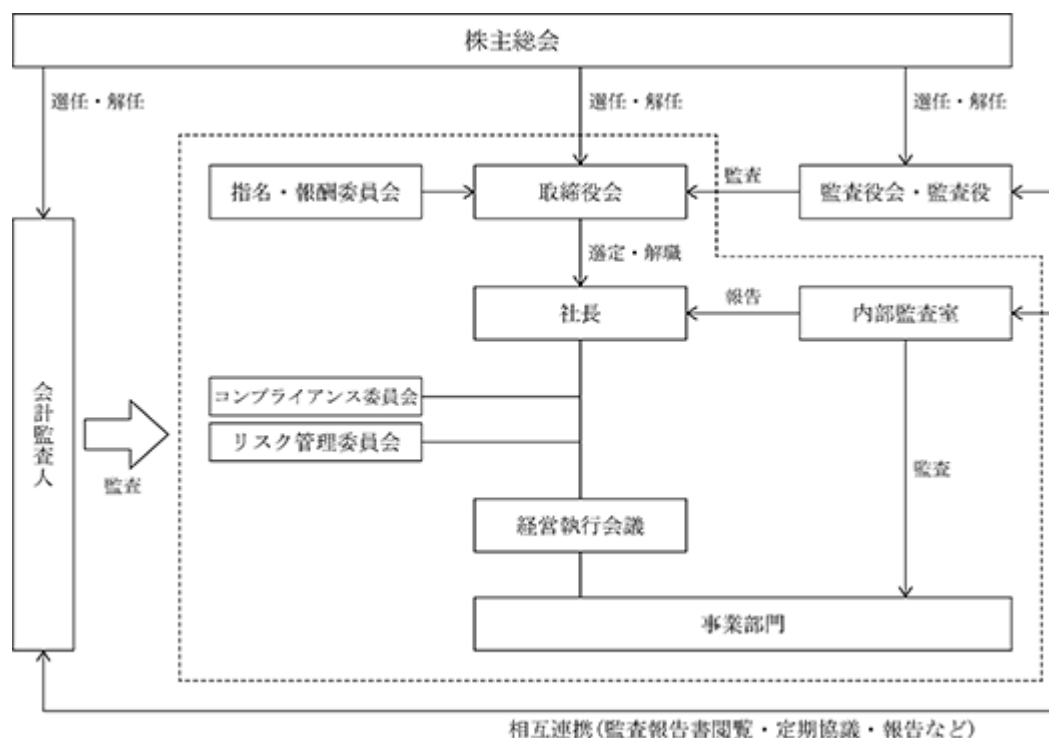 株主総会
選任・解任
選任・解任
選任・解任
指名・報酬委員会
取締役会
監査
監査役会・監査役
選定・解職
社長
報告
内部監査室
会計監査人
監査
コンプライアンス委員会
リスク管理委員会
監査
経営執行会議
事業部門
相互連携(監査報告書閲覧・定期協議・報告など)